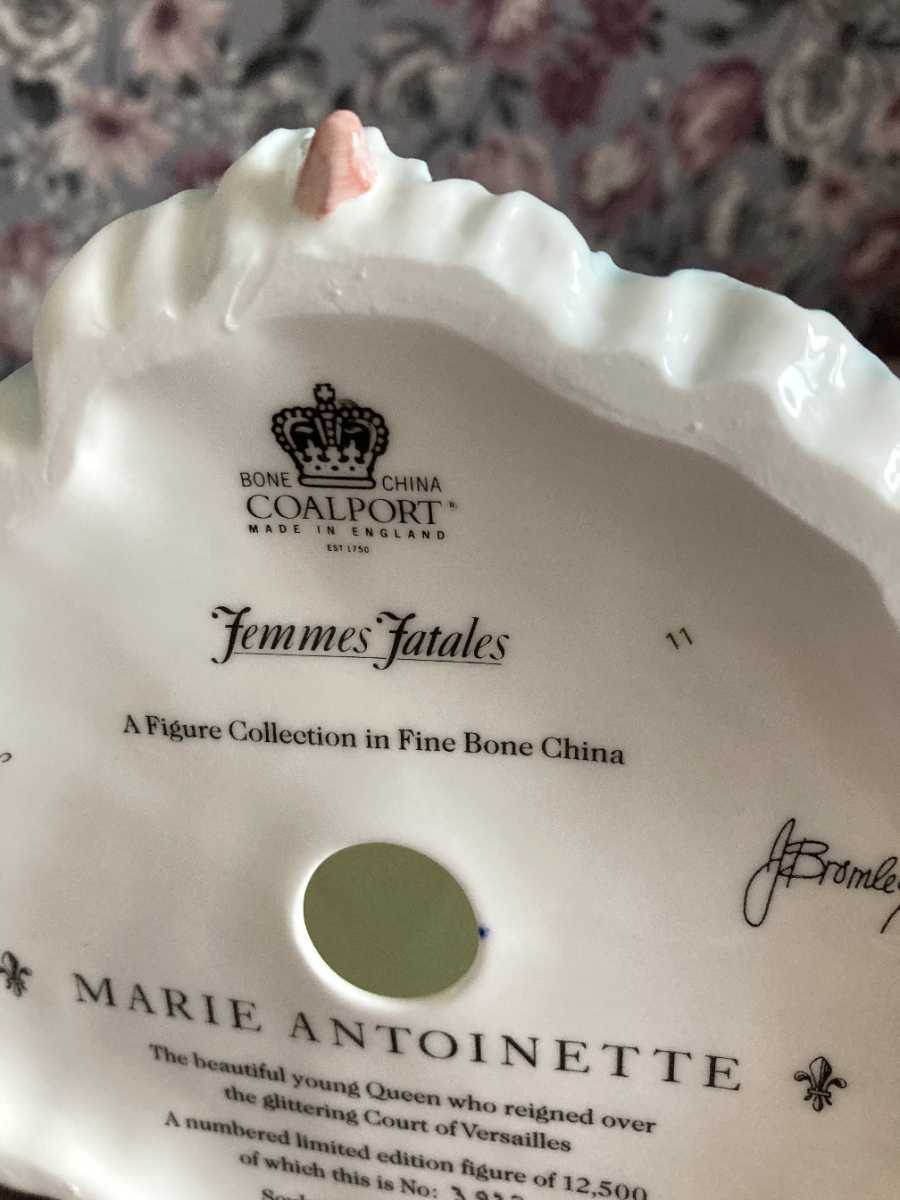 BONE CHINA
COALPORT ®
MADE IN ENGLAND
EST 1750
Femmes Fatales
11
A Figure Collection in Fine Bone China
J Bromley
MARIE ANTOINETTE
The beautiful young Queen who reigned over
the glittering Court of Versailles
A numbered limited edition figure of 12,500
of which this is No: